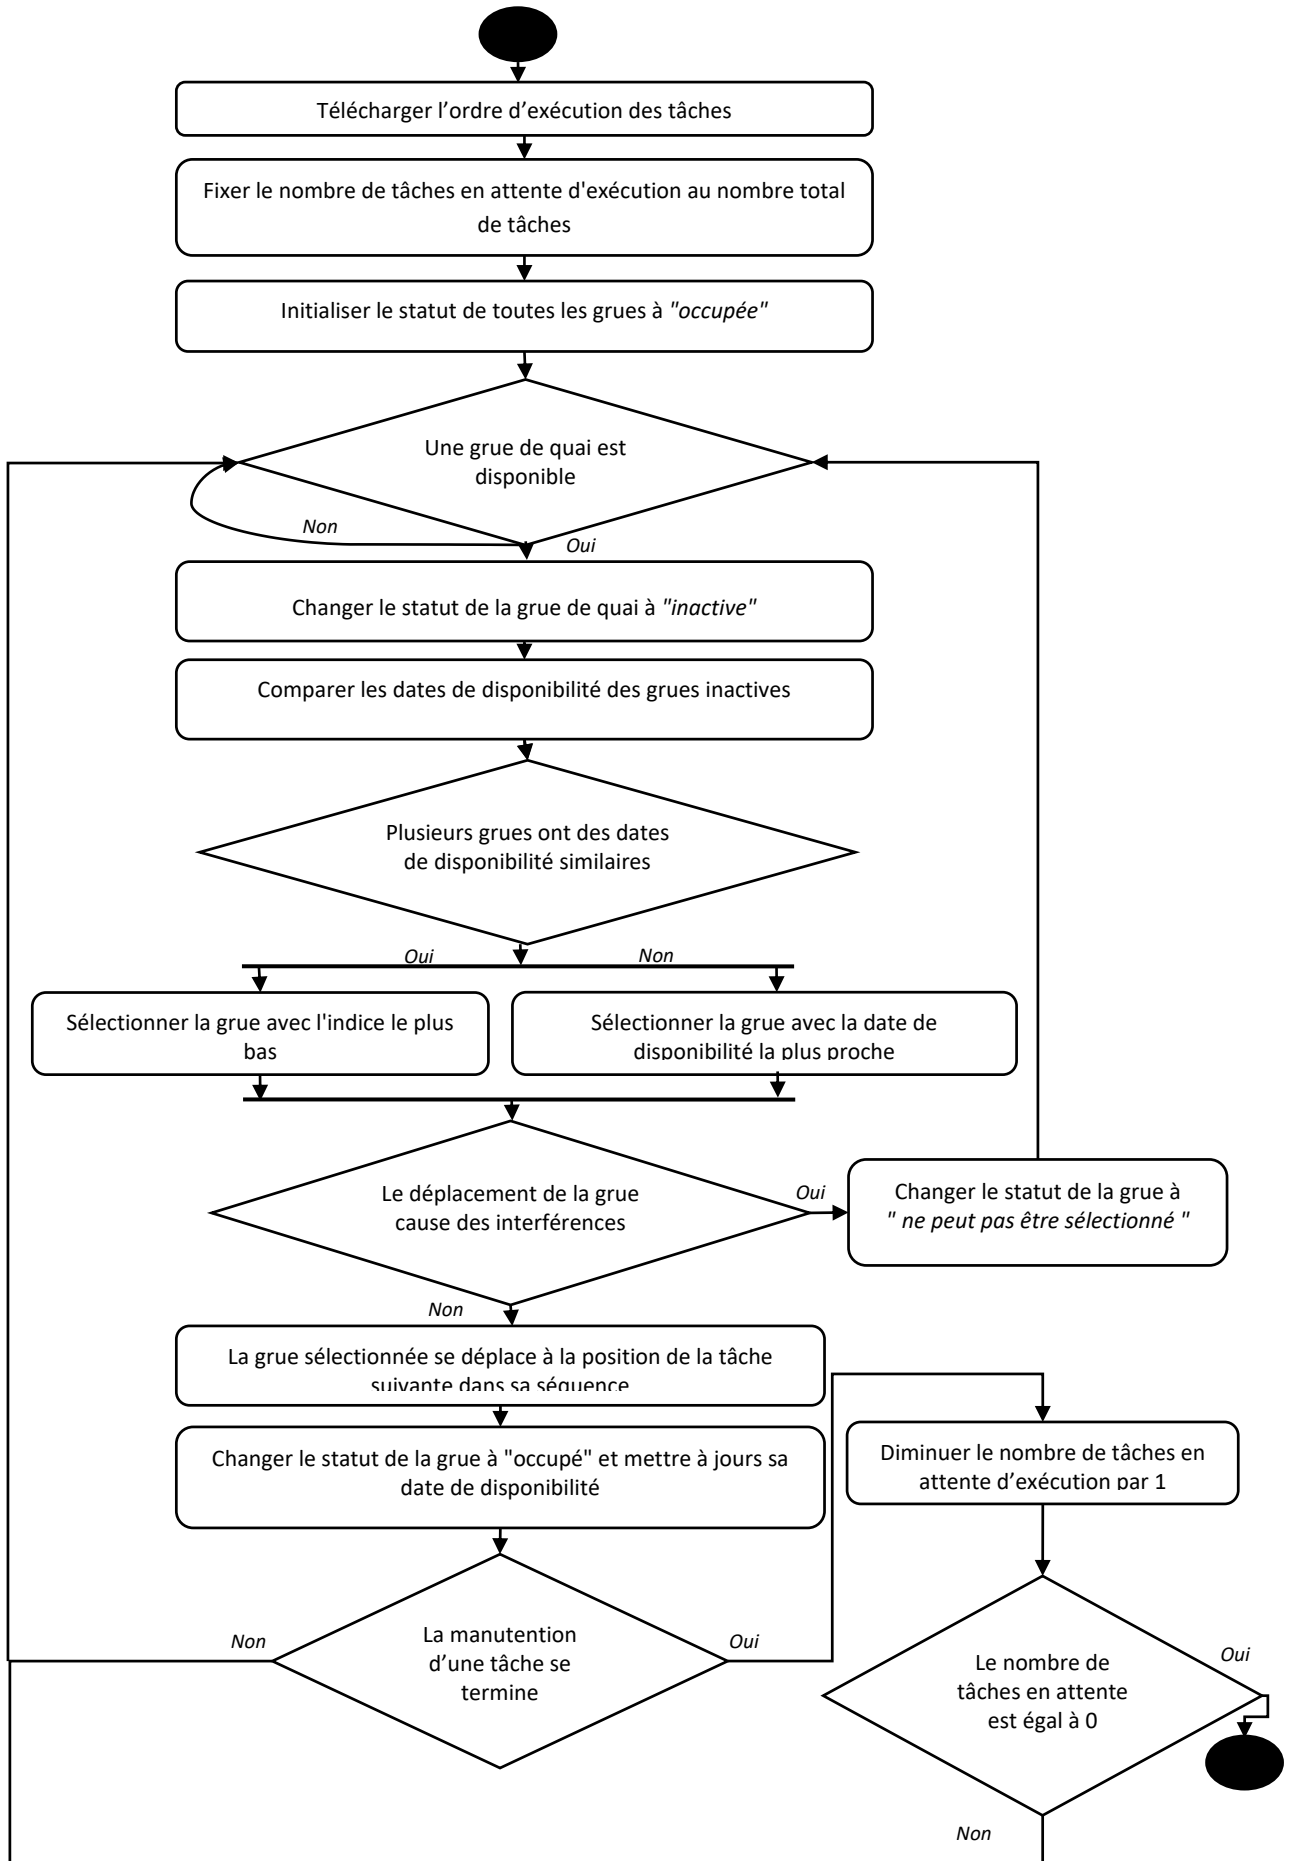 Télécharger l’ordre d’exécution des tâches
Fixer le nombre de tâches en attente d'exécution au nombre total
de tâches
Initialiser le statut de toutes les grues à "occupée"
Une grue de quai est
disponible
Non
Oui
Changer le statut de la grue de quai à "inactive"
Comparer les dates de disponibilité des grues inactives
Plusieurs grues ont des dates
de disponibilité similaires
Oui
Non
Sélectionner la grue avec l'indice le plus
bas
Sélectionner la grue avec la date de
disponibilité la plus proche
Le déplacement de la grue
cause des interférences
Oui
Changer le statut de la grue à
" ne peut pas être sélectionné "
Non
La grue sélectionnée se déplace à la position de la tâche
suivante dans sa séquence
Changer le statut de la grue à "occupé" et mettre à jours sa
date de disponibilité
Diminuer le nombre de tâches en
attente d’exécution par 1
Non
La manutention
d’une tâche se
termine
Oui
Le nombre de
tâches en attente
est égal à 0
Oui
Non